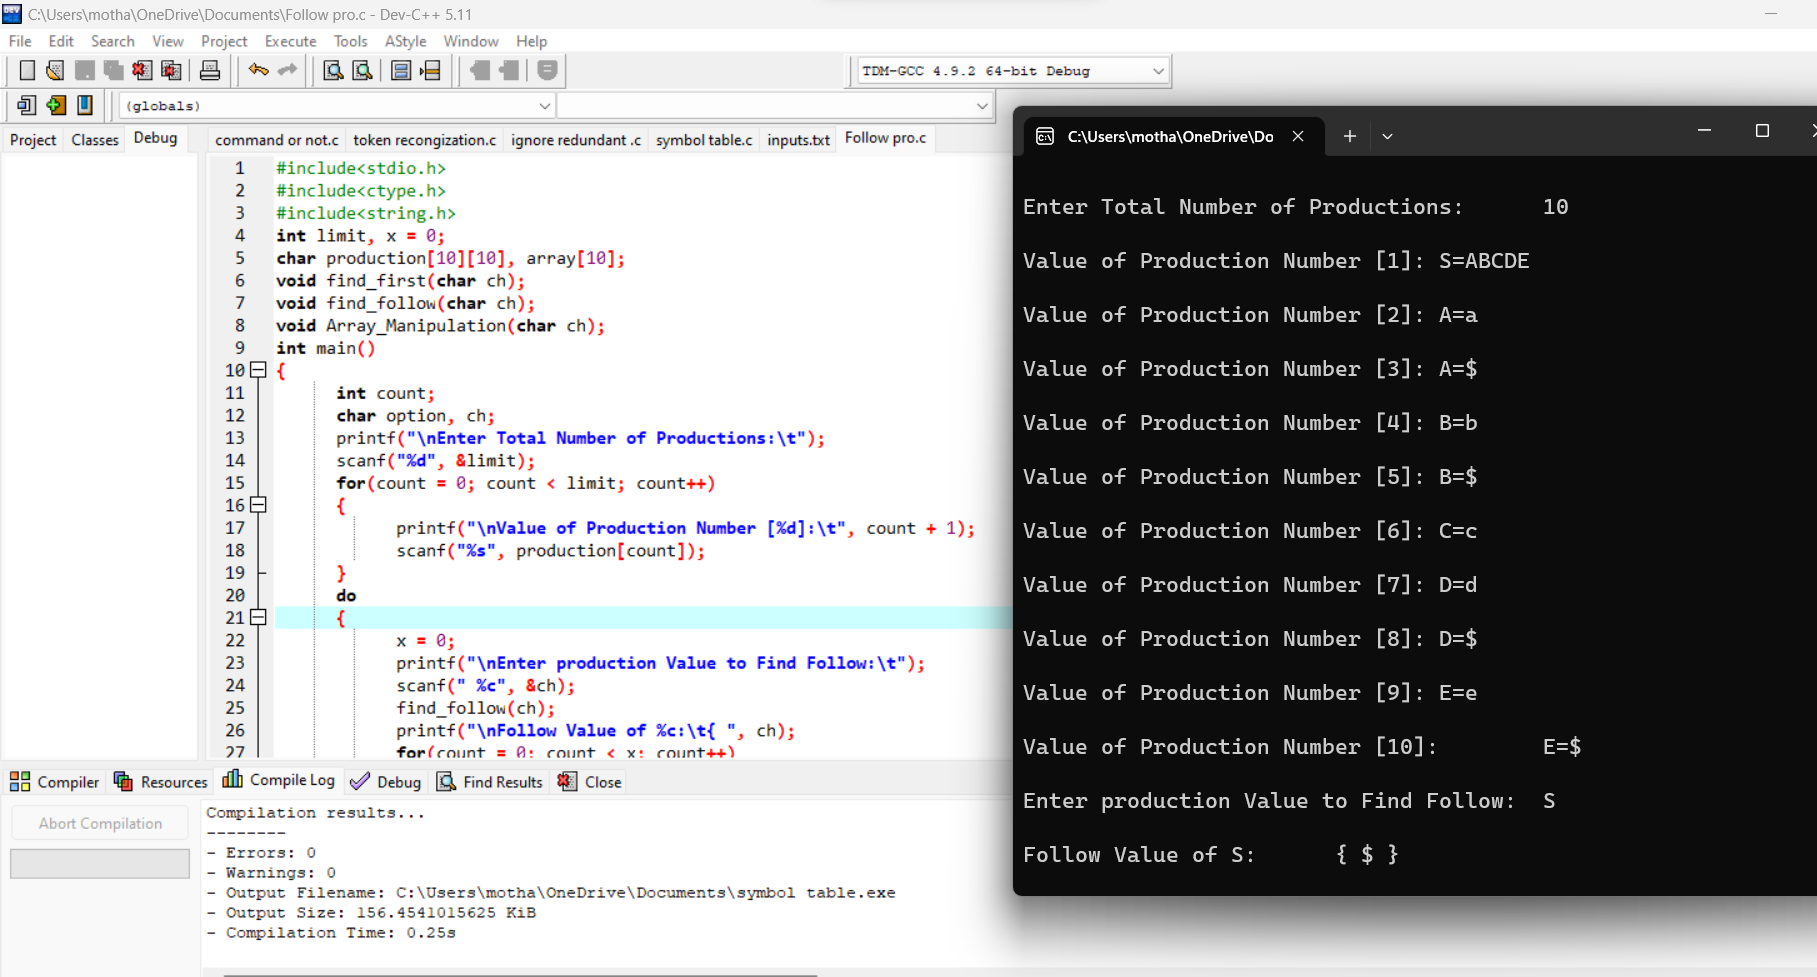 C:\Users\motha\OneDrive\Documents\Follow pro.c - Dev-C++ 5.11
File Edit Search View Project Execute Tools AStyle Window Help
TDM-GCC 4.9.2 64-bit Debug
(globals)
Project Classes Debug
command or not.c token recongization.c ignore redundant .c symbol table.c inputs.txt Follow pro.c
1 #include<stdio.h>
2 #include<ctype.h>
3 #include<string.h>
4 int limit, x = 0;
5 char production[10][10], array[10];
6 void find_first(char ch);
7 void find_follow(char ch);
8 void Array_Manipulation(char ch);
9 int main()
10 {
11 int count;
12 char option, ch;
13 printf("\nEnter Total Number of Productions:\t");
14 scanf("%d", &limit);
15 for(count = 0; count < limit; count++)
16 {
17 printf("\nValue of Production Number [%d]:\t", count + 1);
18 scanf("%s", production[count]);
19 }
20 do
21 {
22 x = 0;
23 printf("\nEnter production Value to Find Follow:\t");
24 scanf(" %c", &ch);
25 find_follow(ch);
26 printf("\nFollow Value of %c:\t{ ", ch);
27 for(count = 0; count < x; count++)
Compiler Resources Compile Log Debug Find Results Close
Abort Compilation
Compilation results...
--------
- Errors: 0
- Warnings: 0
- Output Filename: C:\Users\motha\OneDrive\Documents\symbol table.exe
- Output Size: 156.4541015625 KiB
- Compilation Time: 0.25s
C:\Users\motha\OneDrive\Do
Enter Total Number of Productions: 10
Value of Production Number [1]: S=ABCDE
Value of Production Number [2]: A=a
Value of Production Number [3]: A=$
Value of Production Number [4]: B=b
Value of Production Number [5]: B=$
Value of Production Number [6]: C=c
Value of Production Number [7]: D=d
Value of Production Number [8]: D=$
Value of Production Number [9]: E=e
Value of Production Number [10]: E=$
Enter production Value to Find Follow: S
Follow Value of S: { $ }